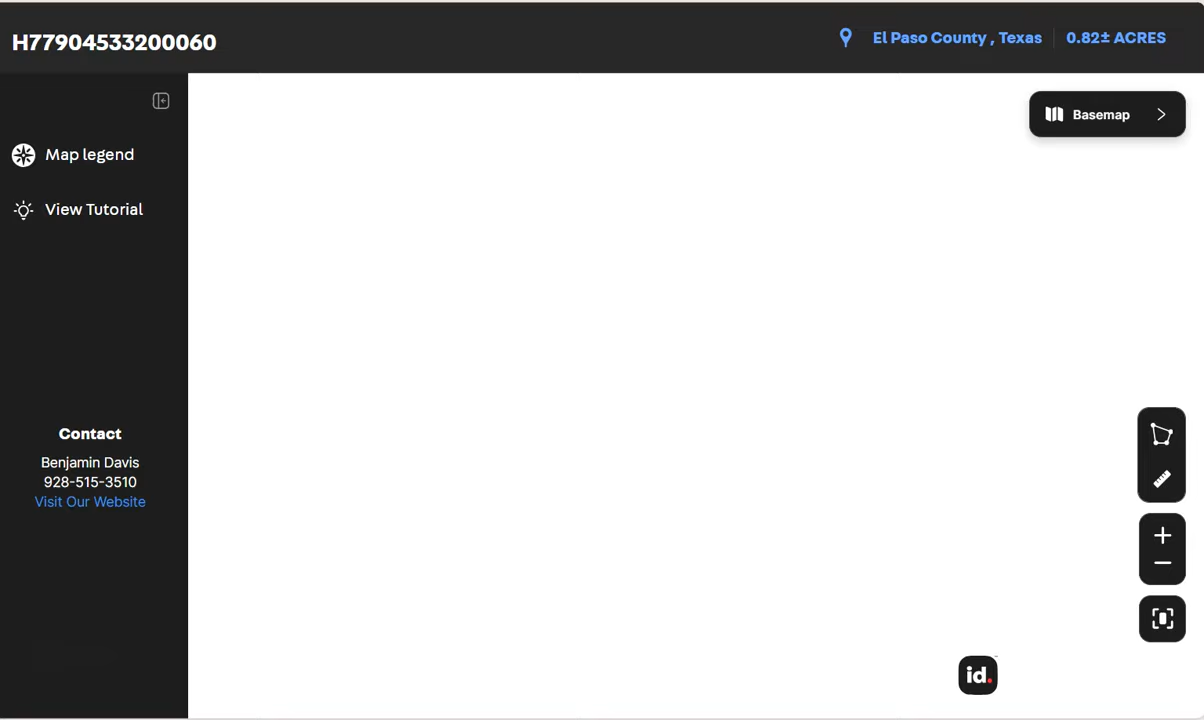 H77904533200060
El Paso County , Texas
0.82± ACRES
Basemap
Map legend
View Tutorial
Contact
Benjamin Davis
928-515-3510
Visit Our Website
id.